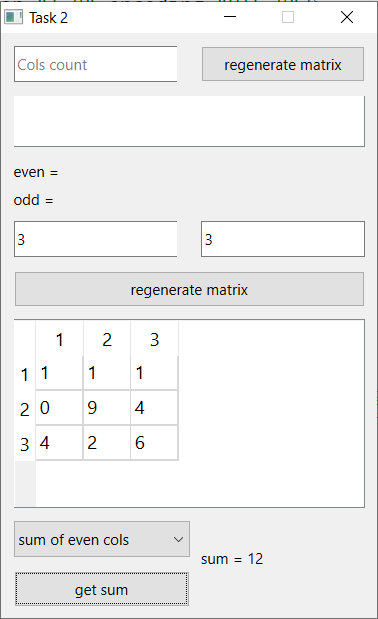 Task 2
Cols count regenerate matrix
even =
odd =
3 3
regenerate matrix
1 2 3
1 1 1 1
2 0 9 4
3 4 2 6
sum of even cols
sum = 12
get sum